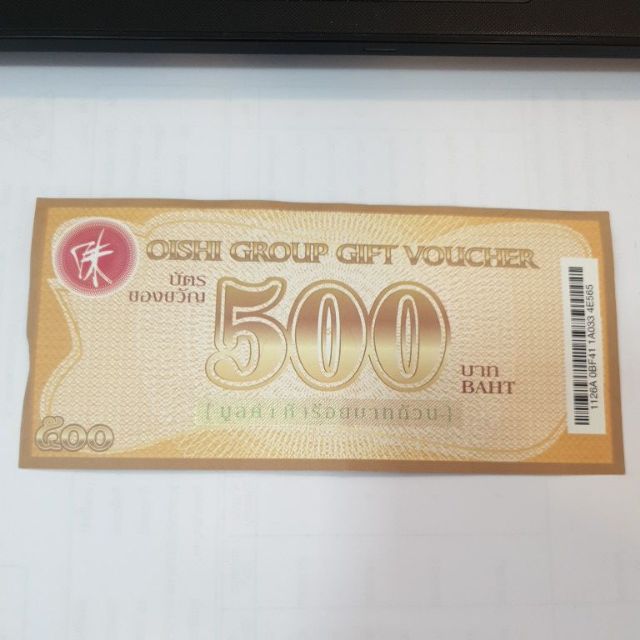 味
OISHI GROUP GIFT VOUCHER
บัตร
ของขวัญ
500
บาท
BAHT
(มูลค่าห้าร้อยบาทถ้วน)
๕๐๐
1126A 0BF41 1A033 4E565